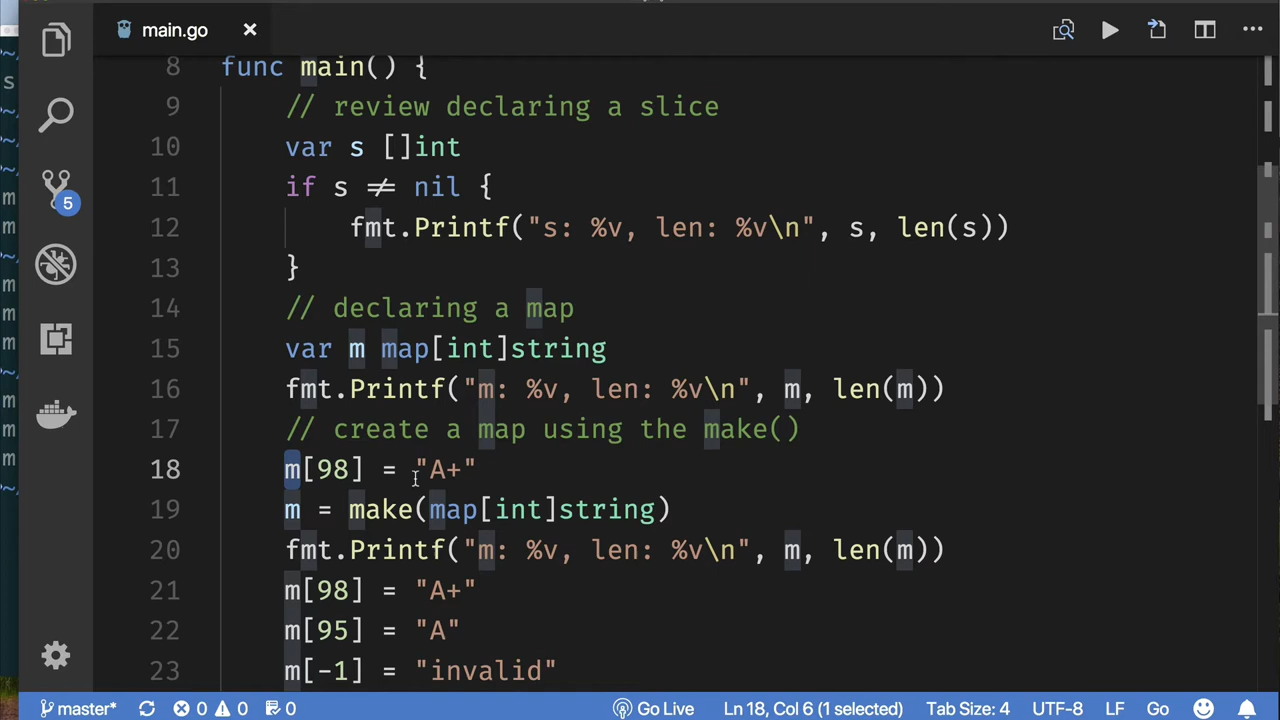 main.go
8 func main() {
9 // review declaring a slice
10 var s []int
11 if s ≠ nil {
12 fmt.Printf("s: %v, len: %v\n", s, len(s))
13 }
14 // declaring a map
15 var m map[int]string
16 fmt.Printf("m: %v, len: %v\n", m, len(m))
17 // create a map using the make()
18 m[98] = "A+"
19 m = make(map[int]string)
20 fmt.Printf("m: %v, len: %v\n", m, len(m))
21 m[98] = "A+"
22 m[95] = "A"
23 m[-1] = "invalid"
5
master* 0 0 0 Go Live Ln 18, Col 6 (1 selected) Tab Size: 4 UTF-8 LF Go